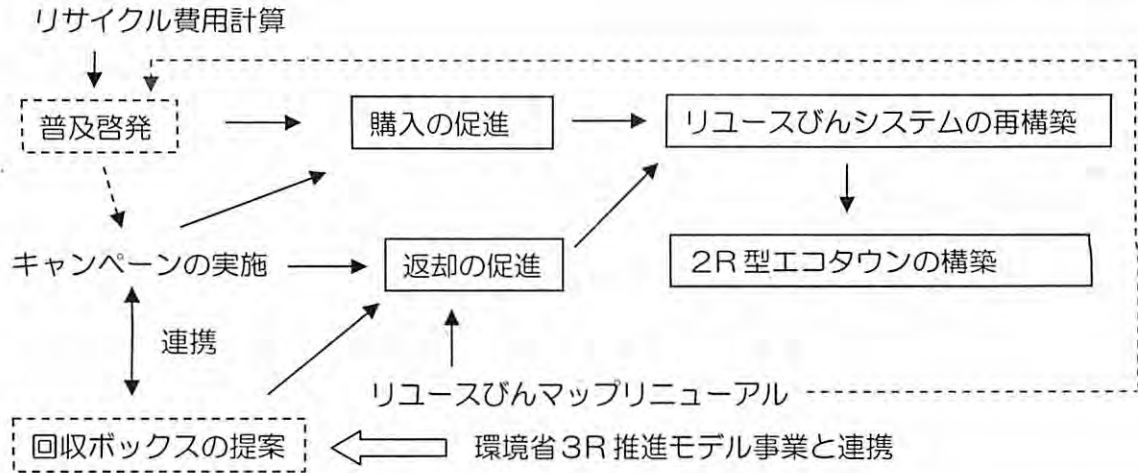 リサイクル費用計算
普及啓発
購入の促進
リユースびんシステムの再構築
キャンペーンの実施
返却の促進
2R型エコタウンの構築
連携
リユースびんマップリニューアル
回収ボックスの提案
環境省3R推進モデル事業と連携